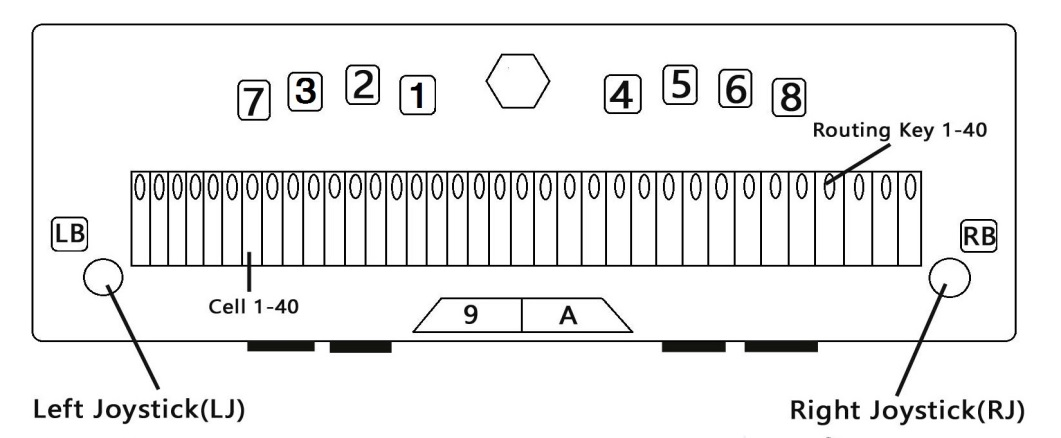 7 3 2 1 4 5 6 8
Routing Key 1-40
LB RB
Cell 1-40
9 A
Left Joystick(LJ) Right Joystick(RJ)